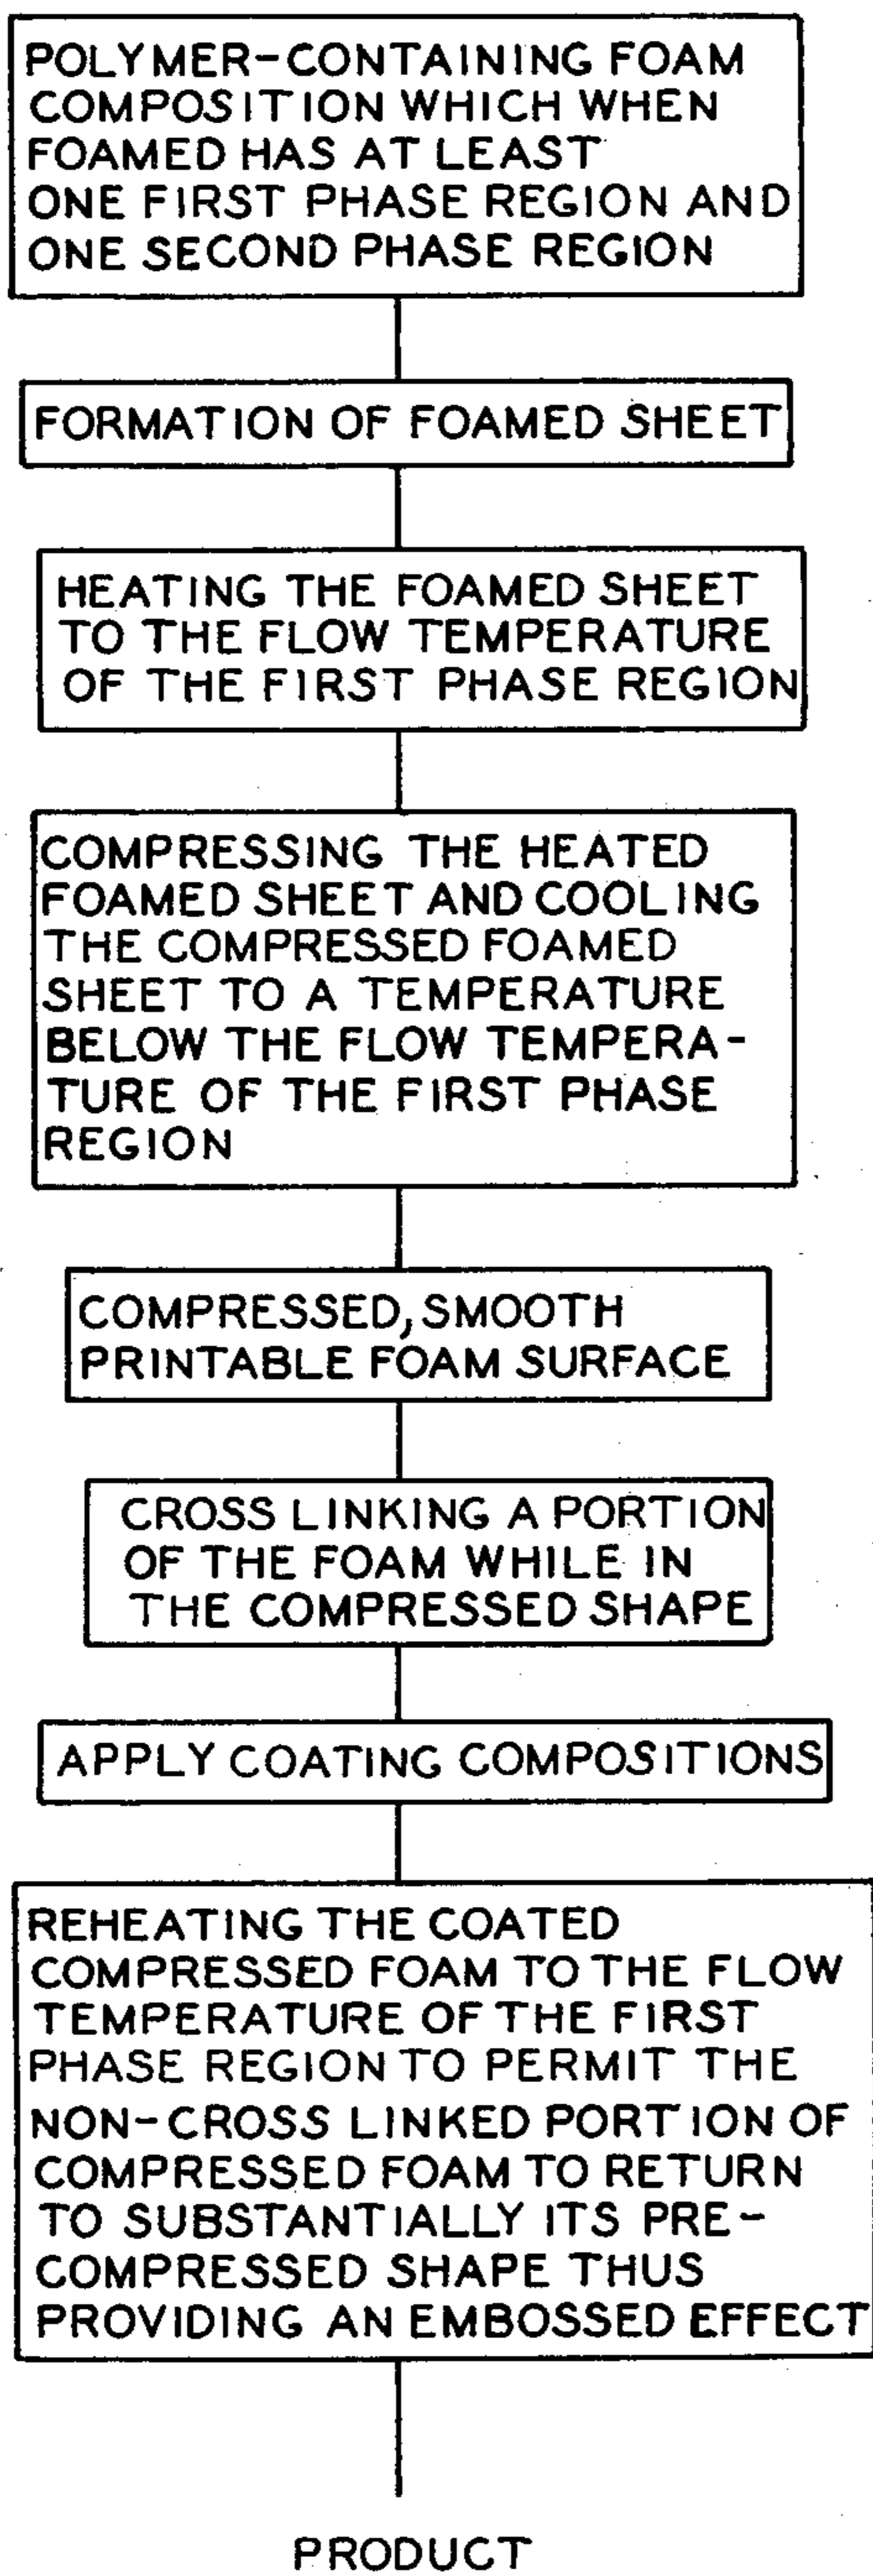 POLYMER-CONTAINING FOAM
COMPOSITION WHICH WHEN
FOAMED HAS AT LEAST
ONE FIRST PHASE REGION AND
ONE SECOND PHASE REGION
FORMATION OF FOAMED SHEET
HEATING THE FOAMED SHEET
TO THE FLOW TEMPERATURE
OF THE FIRST PHASE REGION
COMPRESSING THE HEATED
FOAMED SHEET AND COOLING
THE COMPRESSED FOAMED
SHEET TO A TEMPERATURE
BELOW THE FLOW TEMPERA-
TURE OF THE FIRST PHASE
REGION
COMPRESSED, SMOOTH
PRINTABLE FOAM SURFACE
CROSS LINKING A PORTION
OF THE FOAM WHILE IN
THE COMPRESSED SHAPE
APPLY COATING COMPOSITIONS
REHEATING THE COATED
COMPRESSED FOAM TO THE FLOW
TEMPERATURE OF THE FIRST
PHASE REGION TO PERMIT THE
NON-CROSS LINKED PORTION OF
COMPRESSED FOAM TO RETURN
TO SUBSTANTIALLY ITS PRE-
COMPRESSED SHAPE THUS
PROVIDING AN EMBOSSED EFFECT
PRODUCT